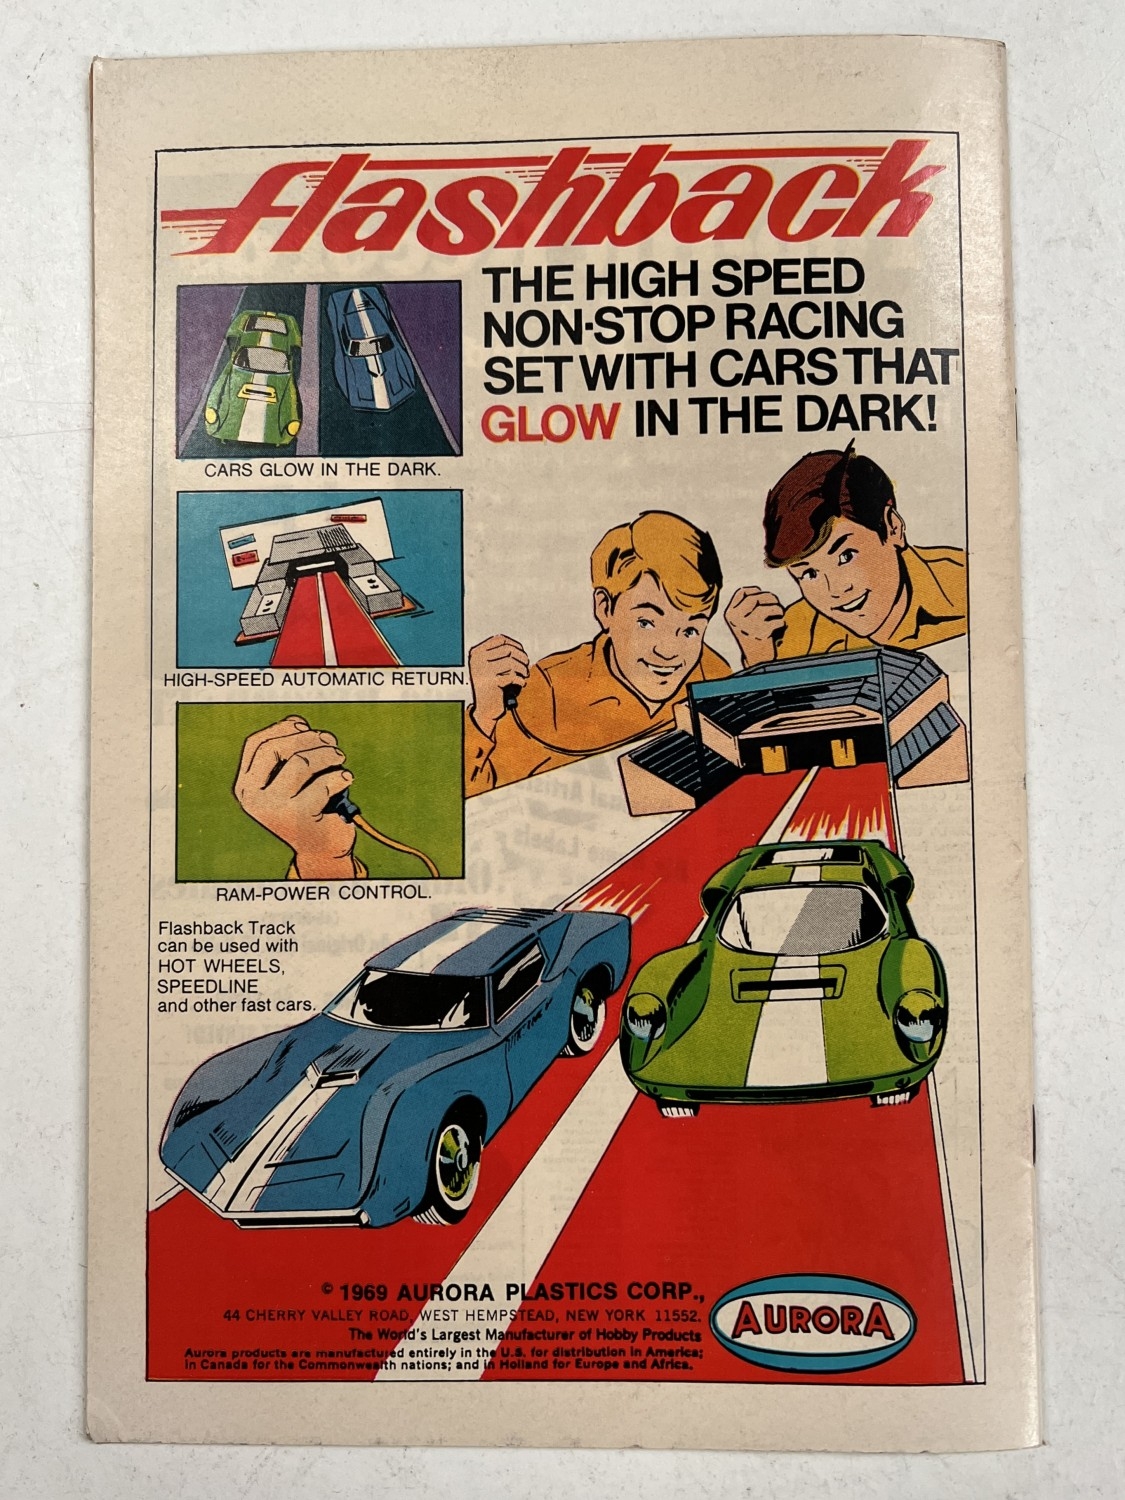 flashback
THE HIGH SPEED
NON-STOP RACING
SET WITH CARS THAT
GLOW IN THE DARK!
CARS GLOW IN THE DARK.
HIGH-SPEED AUTOMATIC RETURN.
RAM-POWER CONTROL.
Flashback Track
can be used with
HOT WHEELS,
SPEEDLINE
and other fast cars.
© 1969 AURORA PLASTICS CORP.,
44 CHERRY VALLEY ROAD, WEST HEMPSTEAD, NEW YORK 11552.
The World's Largest Manufacturer of Hobby Products
Aurora products are manufactured entirely in the U.S. for distribution in America;
in Canada for the Commonwealth nations; and in Holland for Europe and Africa.
AURORA